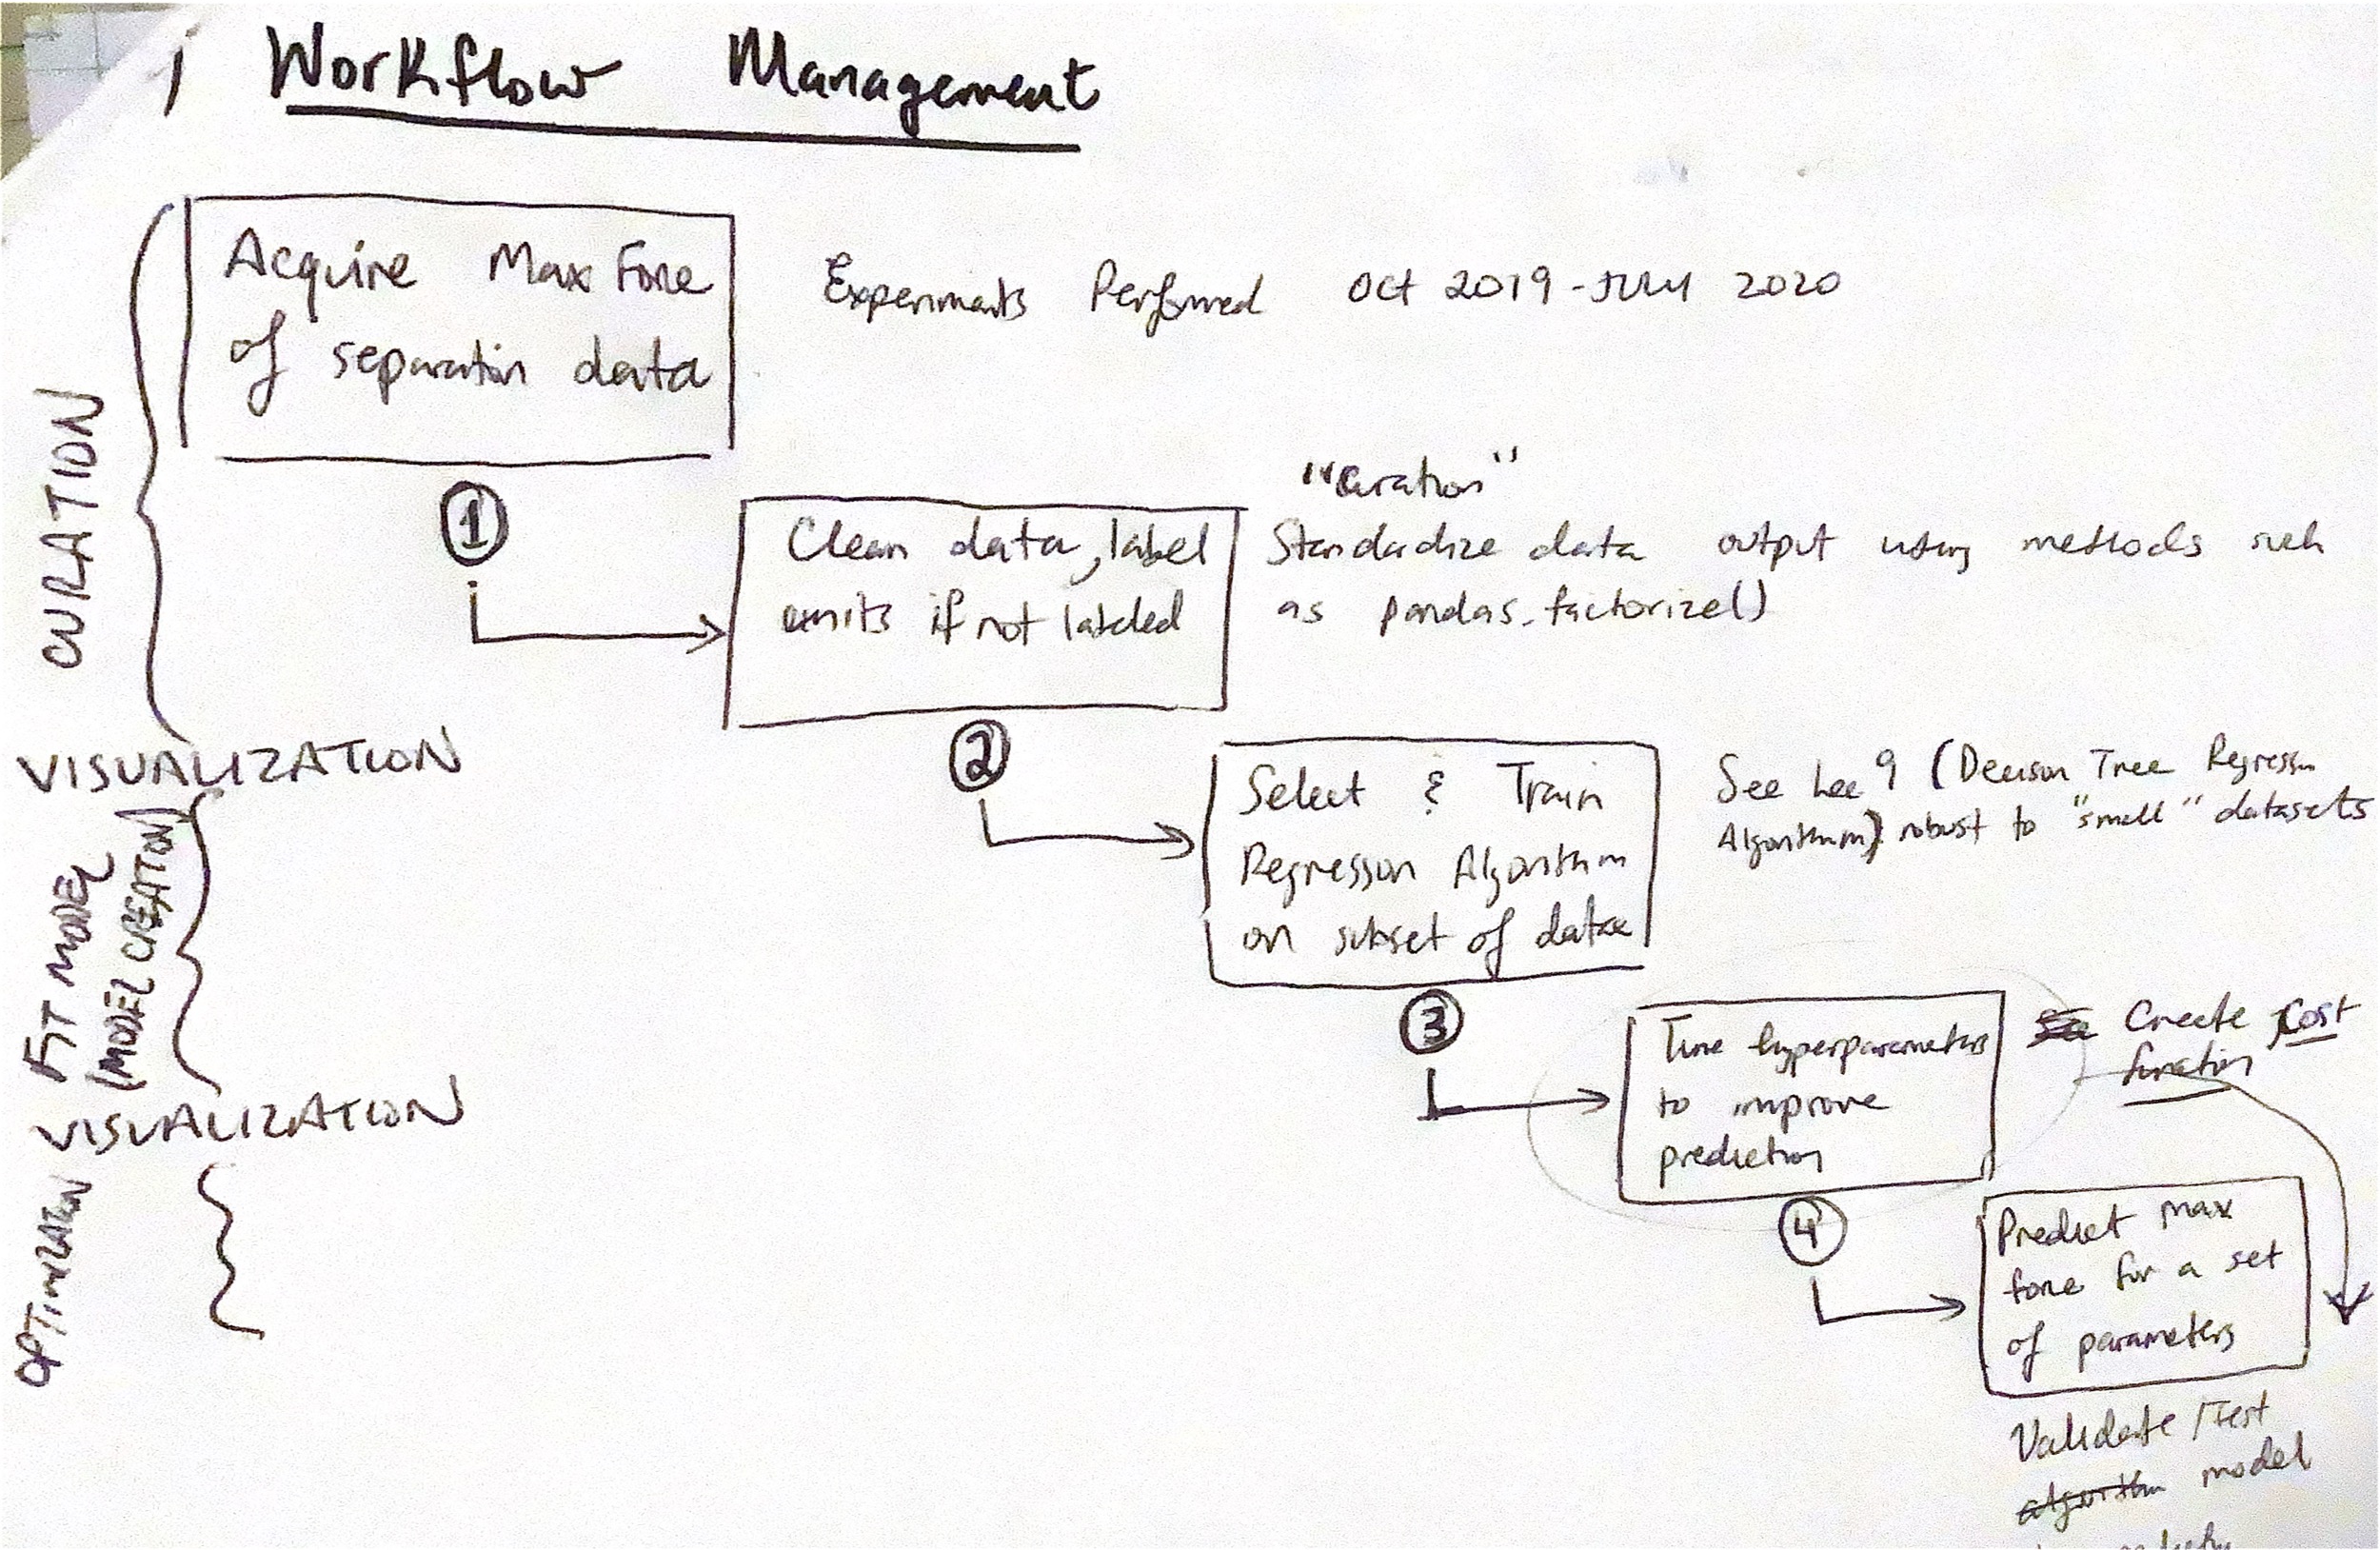 Workflow Management
Acquire Max Force
of separation data
Experiments Performed Oct 2019 - JULY 2020
CURATION
1
"Curation"
Clean data, label
units if not labeled
Standardize data output using methods such
as pandas.factorize()
2
VISUALIZATION
Select & Train
Regression Algorithm
on subset of data
See Lec 9 (Decision Tree Regression
Algorithm) robust to "small" datasets
FIT MODEL
(MODEL CREATION)
3
Tune hyperparameters
to improve
prediction
See Create Cost
function
VISUALIZATION
4
OPTIMIZATION
Predict max
force for a set
of parameters
Validate / Test
algorithm model